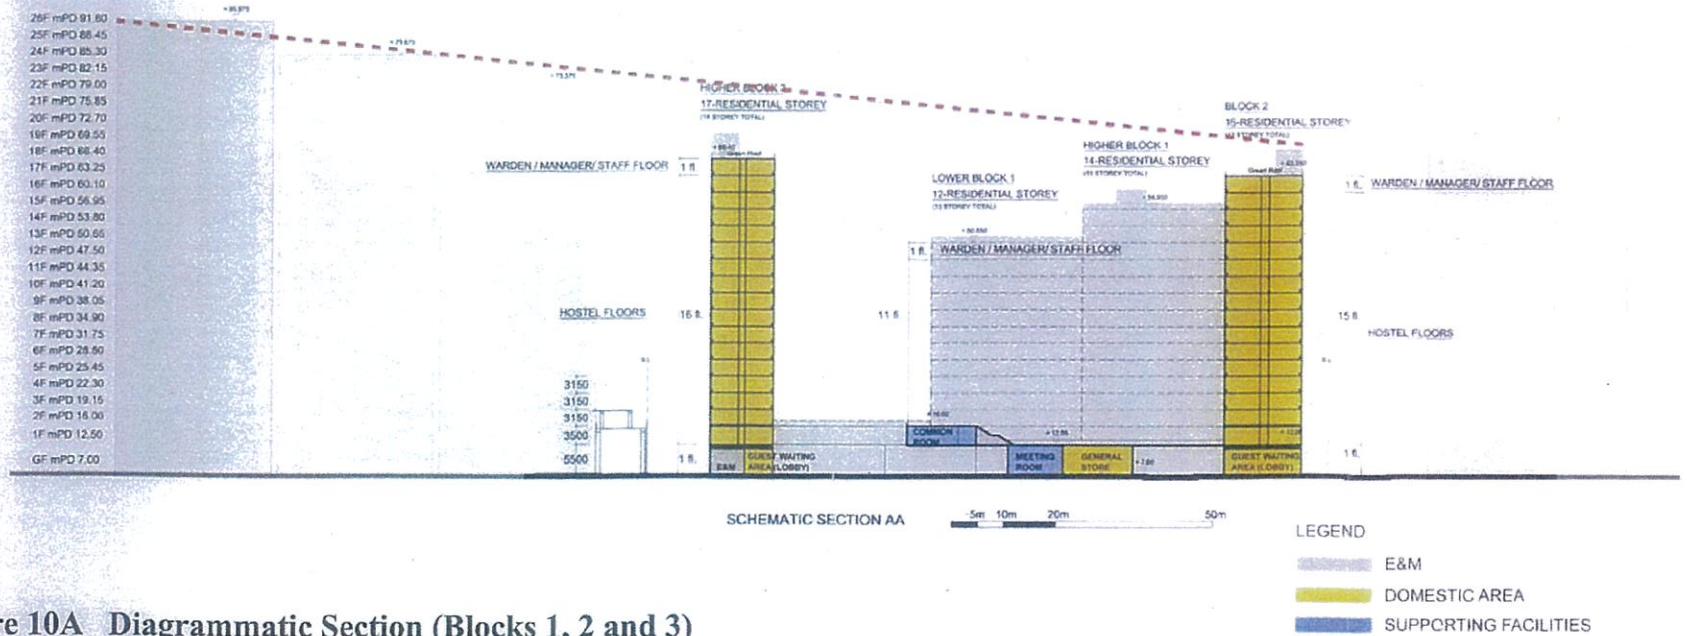 26F mPD 91.60
25F mPD 88.45
24F mPD 85.30
23F mPD 82.15
22F mPD 79.00
21F mPD 75.85
20F mPD 72.70
19F mPD 69.55
18F mPD 66.40
17F mPD 63.25
16F mPD 60.10
15F mPD 56.95
14F mPD 53.80
13F mPD 50.65
12F mPD 47.50
11F mPD 44.35
10F mPD 41.20
9F mPD 38.05
8F mPD 34.90
7F mPD 31.75
6F mPD 28.60
5F mPD 25.45
4F mPD 22.30
3F mPD 19.15
2F mPD 16.00
1F mPD 12.50
GF mPD 7.00
HIGHER BLOCK
17-RESIDENTIAL STOREY
WARDEN / MANAGER/ STAFF FLOOR
1 fl.
Green Roof
HOSTEL FLOORS
16 fl.
3150
3150
3150
3500
5500
1 fl.
E&M
GUEST WAITING
AREA (LOBBY)
LOWER BLOCK 1
12-RESIDENTIAL STOREY
(13 STOREY TOTAL)
1 fl.
WARDEN / MANAGER/ STAFF FLOOR
11 fl
COMMON
ROOM
MEETING
ROOM
GENERAL
STORE
HIGHER BLOCK 1
14-RESIDENTIAL STOREY
(15 STOREY TOTAL)
BLOCK 2
STOREY TOTAL)
Green Roof
1 fl.
WARDEN / MANAGER/ STAFF FLOOR
15 fl
HOSTEL FLOORS
1 fl.
GUEST WAITING
AREA (LOBBY)
SCHEMATIC SECTION AA
5m 10m 20m 50m
LEGEND
E&M
DOMESTIC AREA
SUPPORTING FACILITIES
re 10A Diagrammatic Section (Blocks 1, 2 and 3)